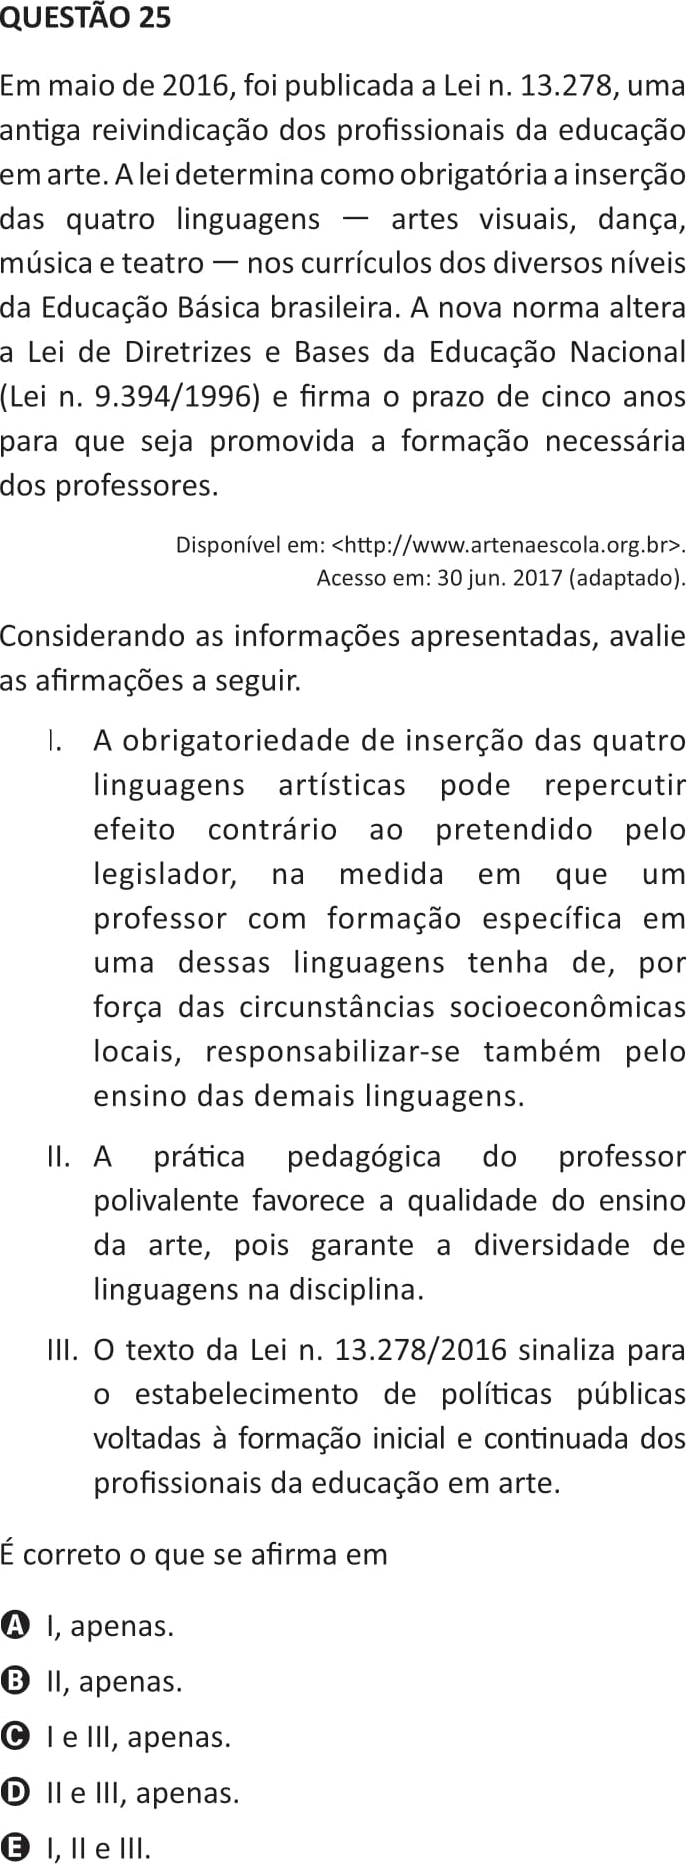 QUESTÃO 25
Em maio de 2016, foi publicada a Lei n. 13.278, uma
antiga reivindicação dos profissionais da educação
em arte. A lei determina como obrigatória a inserção
das quatro linguagens — artes visuais, dança,
música e teatro — nos currículos dos diversos níveis
da Educação Básica brasileira. A nova norma altera
a Lei de Diretrizes e Bases da Educação Nacional
(Lei n. 9.394/1996) e firma o prazo de cinco anos
para que seja promovida a formação necessária
dos professores.
Disponível em: <http://www.artenaescola.org.br>.
Acesso em: 30 jun. 2017 (adaptado).
Considerando as informações apresentadas, avalie
as afirmações a seguir.
I. A obrigatoriedade de inserção das quatro
linguagens artísticas pode repercutir
efeito contrário ao pretendido pelo
legislador, na medida em que um
professor com formação específica em
uma dessas linguagens tenha de, por
força das circunstâncias socioeconômicas
locais, responsabilizar-se também pelo
ensino das demais linguagens.
II. A prática pedagógica do professor
polivalente favorece a qualidade do ensino
da arte, pois garante a diversidade de
linguagens na disciplina.
III. O texto da Lei n. 13.278/2016 sinaliza para
o estabelecimento de políticas públicas
voltadas à formação inicial e continuada dos
profissionais da educação em arte.
É correto o que se afirma em
A I, apenas.
B II, apenas.
C I e III, apenas.
D II e III, apenas.
E I, II e III.